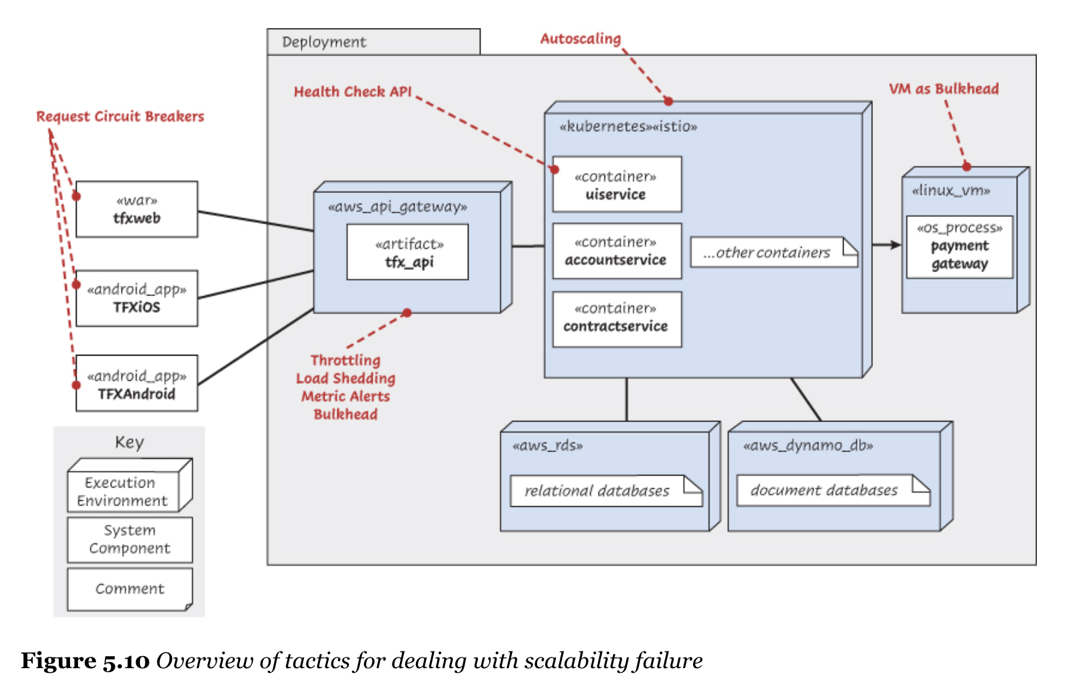 Deployment
Autoscaling
Health Check API
VM as Bulkhead
Request Circuit Breakers
«kubernetes»«istio»
«container»
uiservice
«linux_vm»
«war»
tfxweb
«aws_api_gateway»
«os_process»
payment
gateway
«artifact»
tfx_api
«container»
accountservice
...other containers
«android_app»
TFXiOS
«container»
contractservice
Throttling
Load Shedding
Metric Alerts
Bulkhead
«android_app»
TFXAndroid
Key
Execution
Environment
System
Component
Comment
«aws_rds»
relational databases
«aws_dynamo_db»
document databases
Figure 5.10 Overview of tactics for dealing with scalability failure